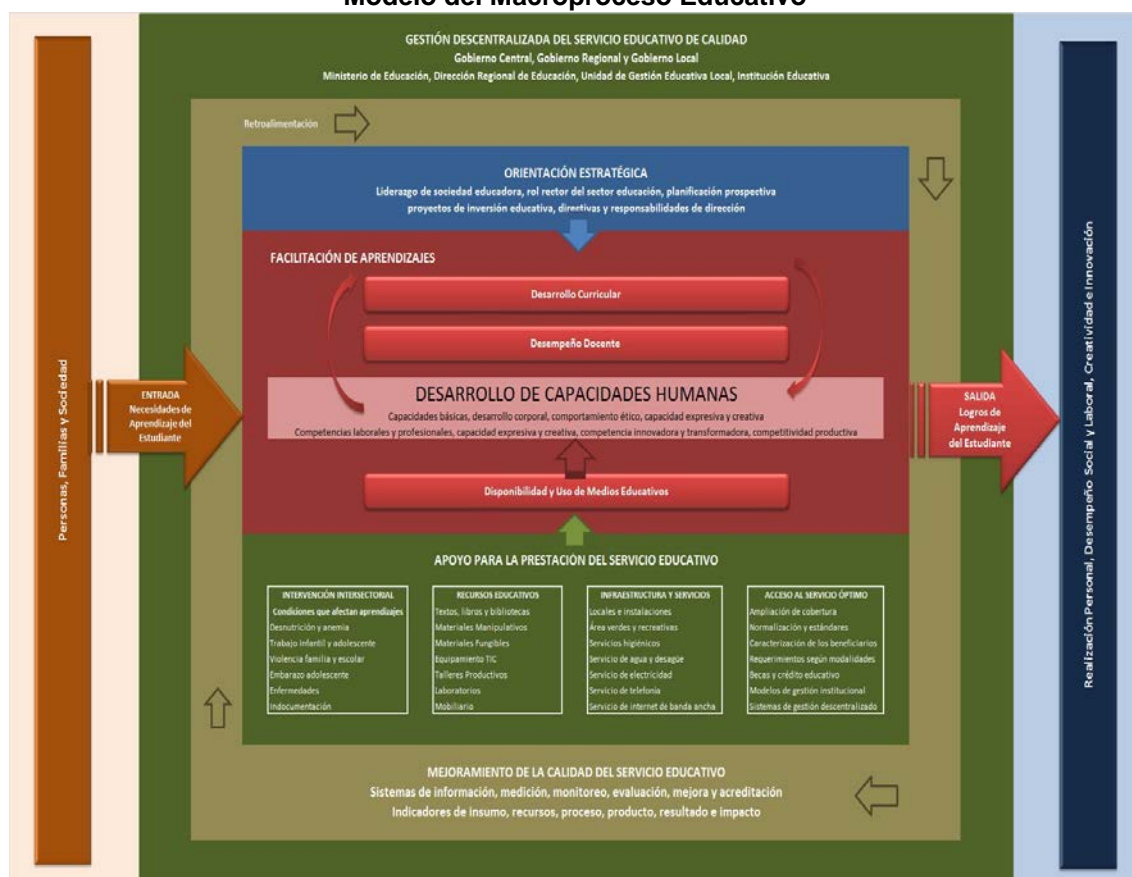 Modelo del Macroproceso Educativo
GESTIÓN DESCENTRALIZADA DEL SERVICIO EDUCATIVO DE CALIDAD
Gobierno Central, Gobierno Regional y Gobierno Local
Ministerio de Educación, Dirección Regional de Educación, Unidad de Gestión Educativa Local, Institución Educativa
Retroalimentación
Personas, Familias y Sociedad
ENTRADA
Necesidades de
Aprendizaje del
Estudiante
ORIENTACIÓN ESTRATÉGICA
Liderazgo de sociedad educadora, rol rector del sector educación, planificación prospectiva
proyectos de inversión educativa, directivas y responsabilidades de dirección
FACILITACIÓN DE APRENDIZAJES
Desarrollo Curricular
Desempeño Docente
DESARROLLO DE CAPACIDADES HUMANAS
Capacidades básicas, desarrollo corporal, comportamiento ético, capacidad expresiva y creativa
Competencias laborales y profesionales, capacidad expresiva y creativa, competencia innovadora y transformadora, competitividad productiva
Disponibilidad y Uso de Medios Educativos
APOYO PARA LA PRESTACIÓN DEL SERVICIO EDUCATIVO
INTERVENCIÓN INTERSECTORIAL
Condiciones que afectan aprendizajes
Desnutrición y anemia
Trabajo infantil y adolescente
Violencia familia y escolar
Embarazo adolescente
Enfermedades
Indocumentación
RECURSOS EDUCATIVOS
Textos, libros y bibliotecas
Materiales Manipulativos
Materiales Fungibles
Equipamiento TIC
Talleres Productivos
Laboratorios
Mobiliario
INFRAESTRUCTURA Y SERVICIOS
Locales e instalaciones
Área verdes y recreativas
Servicios higiénicos
Servicio de agua y desagüe
Servicio de electricidad
Servicio de telefonía
Servicio de internet de banda ancha
ACCESO AL SERVICIO ÓPTIMO
Ampliación de cobertura
Normalización y estándares
Caracterización de los beneficiarios
Requerimientos según modalidades
Becas y crédito educativo
Modelos de gestión institucional
Sistemas de gestión descentralizado
MEJORAMIENTO DE LA CALIDAD DEL SERVICIO EDUCATIVO
Sistemas de información, medición, monitoreo, evaluación, mejora y acreditación
Indicadores de insumo, recursos, proceso, producto, resultado e impacto
SALIDA
Logros de
Aprendizaje
del Estudiante
Realización Personal, Desempeño Social y Laboral, Creatividad e Innovación